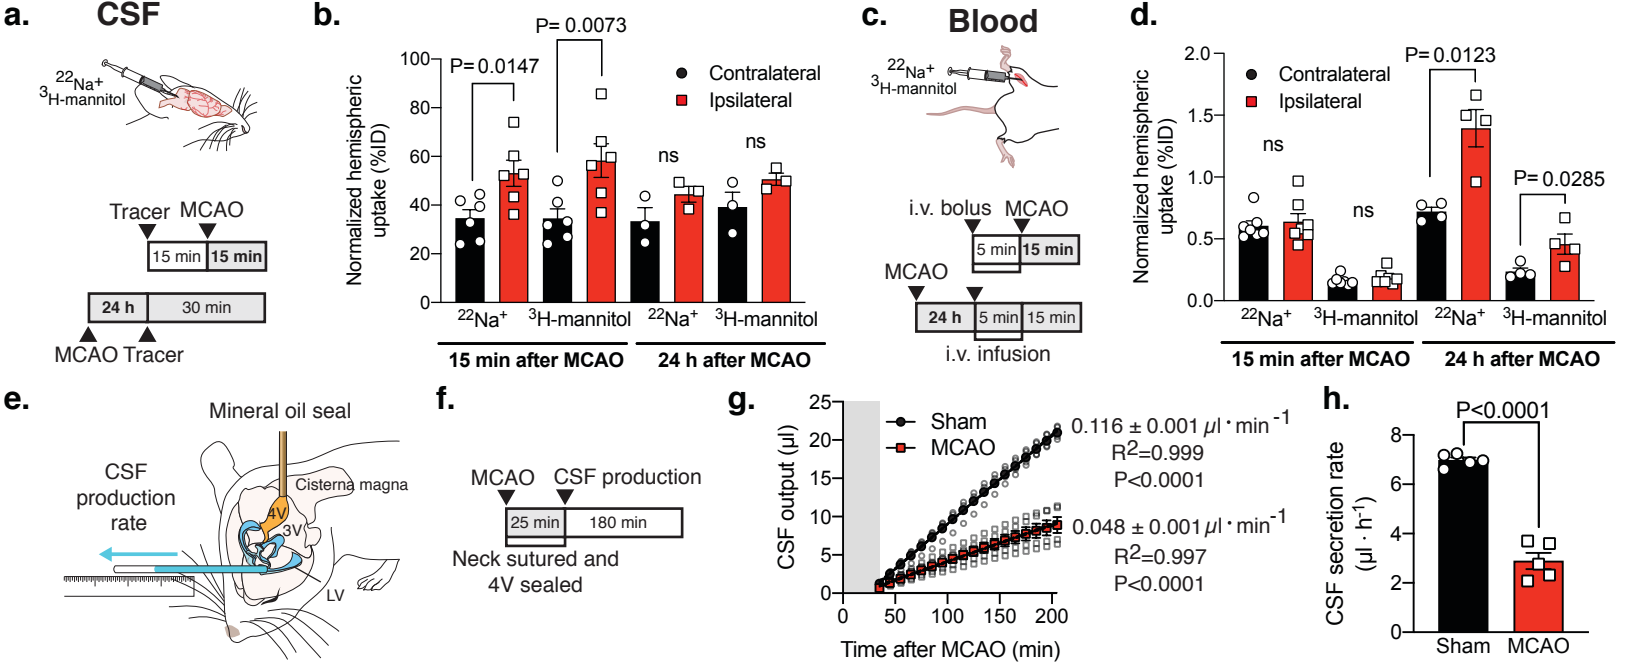 a.
CSF
22Na+
3H-mannitol
Tracer MCAO
15 min 15 min
24 h 30 min
MCAO Tracer
b.
P= 0.0073
P= 0.0147
Contralateral
Ipsilateral
ns
ns
Normalized hemispheric
uptake (%ID)
100
80
60
40
20
0
22Na+ 3H-mannitol 22Na+ 3H-mannitol
15 min after MCAO 24 h after MCAO
c.
Blood
22Na+
3H-mannitol
i.v. bolus MCAO
5 min 15 min
MCAO
24 h 5 min 15 min
i.v. infusion
d.
P= 0.0123
Contralateral
Ipsilateral
ns
ns
P= 0.0285
Normalized hemispheric
uptake (%ID)
2.0
1.5
1.0
0.5
0.0
22Na+ 3H-mannitol 22Na+ 3H-mannitol
15 min after MCAO 24 h after MCAO
e.
Mineral oil seal
CSF
production
rate
Cisterna magna
4V
3V
LV
f.
MCAO CSF production
25 min 180 min
Neck sutured and
4V sealed
g.
Sham
MCAO
0.116 ± 0.001 µl·min-1
R2=0.999
P<0.0001
0.048 ± 0.001 µl·min-1
R2=0.997
P<0.0001
CSF output (µl)
25
20
15
10
5
0
0 50 100 150 200
Time after MCAO (min)
h.
P<0.0001
CSF secretion rate
(µl · h-1)
8
6
4
2
0
Sham MCAO